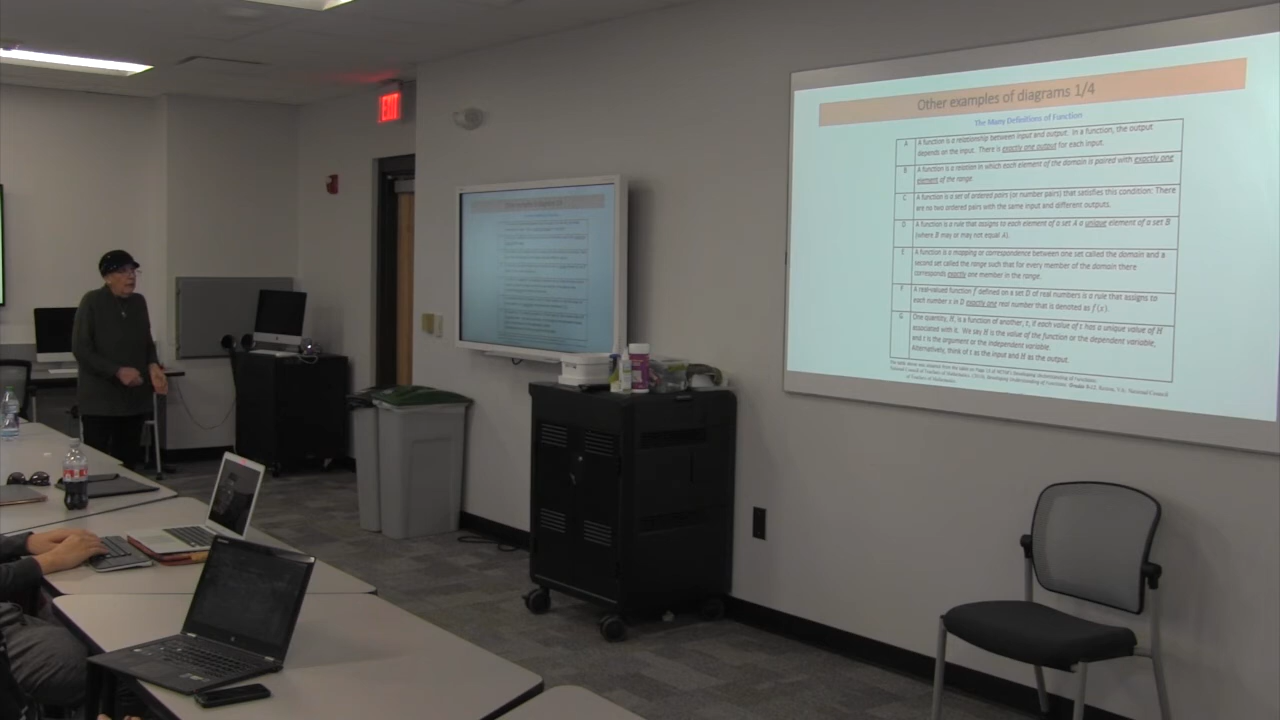 EXIT
Other examples of diagrams 1/4
The Many Definitions of Function
A
A function is a relationship between input and output. In a function, the output
depends on the input. There is exactly one output for each input.
B
A function is a relation in which each element of the domain is paired with exactly one
element of the range.
C
A function is a set of ordered pairs (or number pairs) that satisfies this condition: There
are no two ordered pairs with the same input and different outputs.
D
A function is a rule that assigns to each element of a set A a unique element of a set B
(where B may or may not equal A).
E
A function is a mapping or correspondence between one set called the domain and a
second set called the range such that for every member of the domain there
corresponds exactly one member in the range.
F
A real-valued function f defined on a set D of real numbers is a rule that assigns to
each number x in D exactly one real number that is denoted as f(x).
G
One quantity, H, is a function of another, t, if each value of t has a unique value of H
associated with it. We say H is the value of the function or the dependent variable,
and t is the argument or the independent variable.
Alternatively, think of t as the input and H as the output.